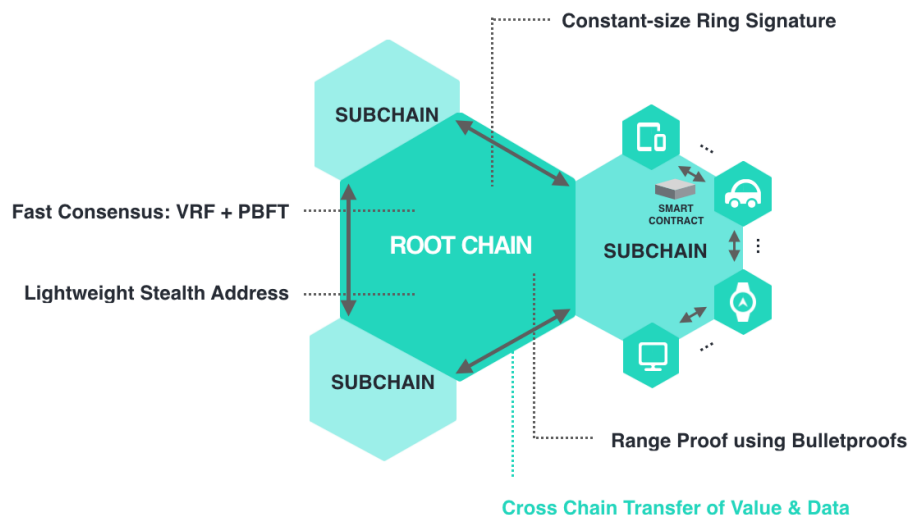 Constant-size Ring Signature
SUBCHAIN
Fast Consensus: VRF + PBFT
SMART
CONTRACT
ROOT CHAIN
SUBCHAIN
Lightweight Stealth Address
SUBCHAIN
Range Proof using Bulletproofs
Cross Chain Transfer of Value & Data